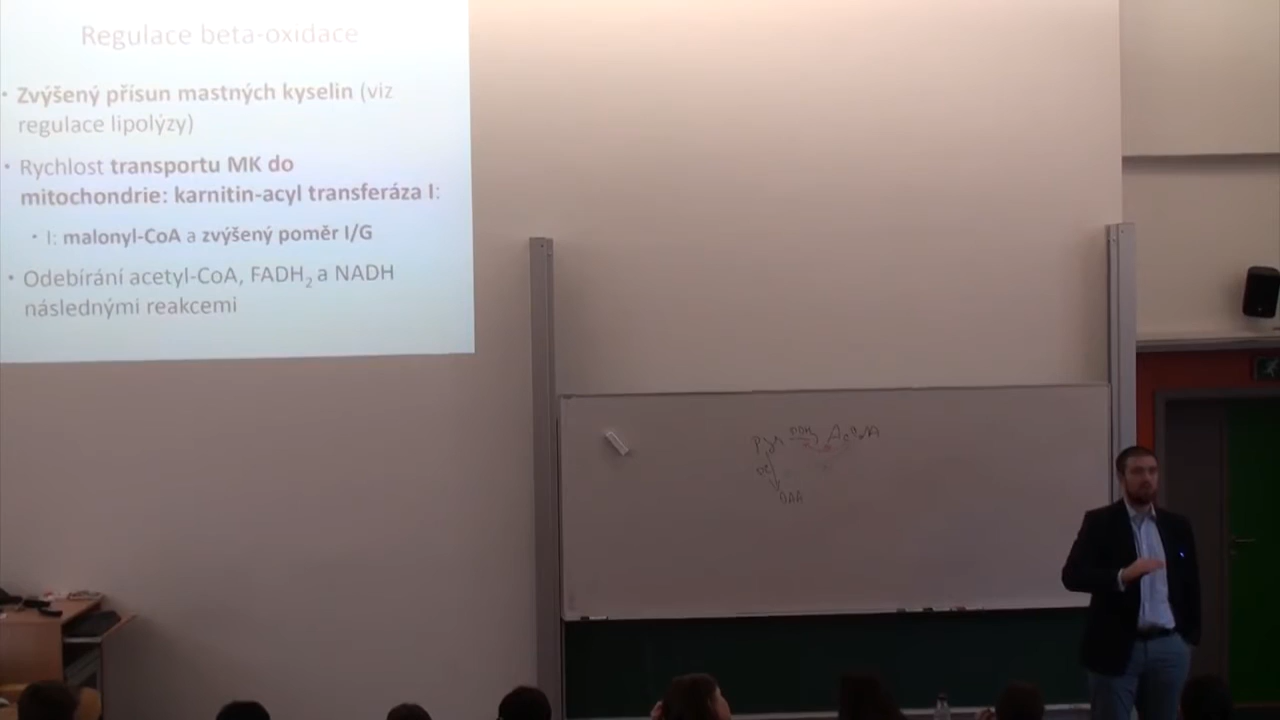 Regulace beta-oxidace
• Zvýšený přísun mastných kyselin (viz
regulace lipolýzy)
• Rychlost transportu MK do
mitochondrie: karnitin-acyl transferáza I:
• I: malonyl-CoA a zvýšený poměr I/G
• Odebírání acetyl-CoA, FADH₂ a NADH
následnými reakcemi
Pyr PDH AcCoA
OAA